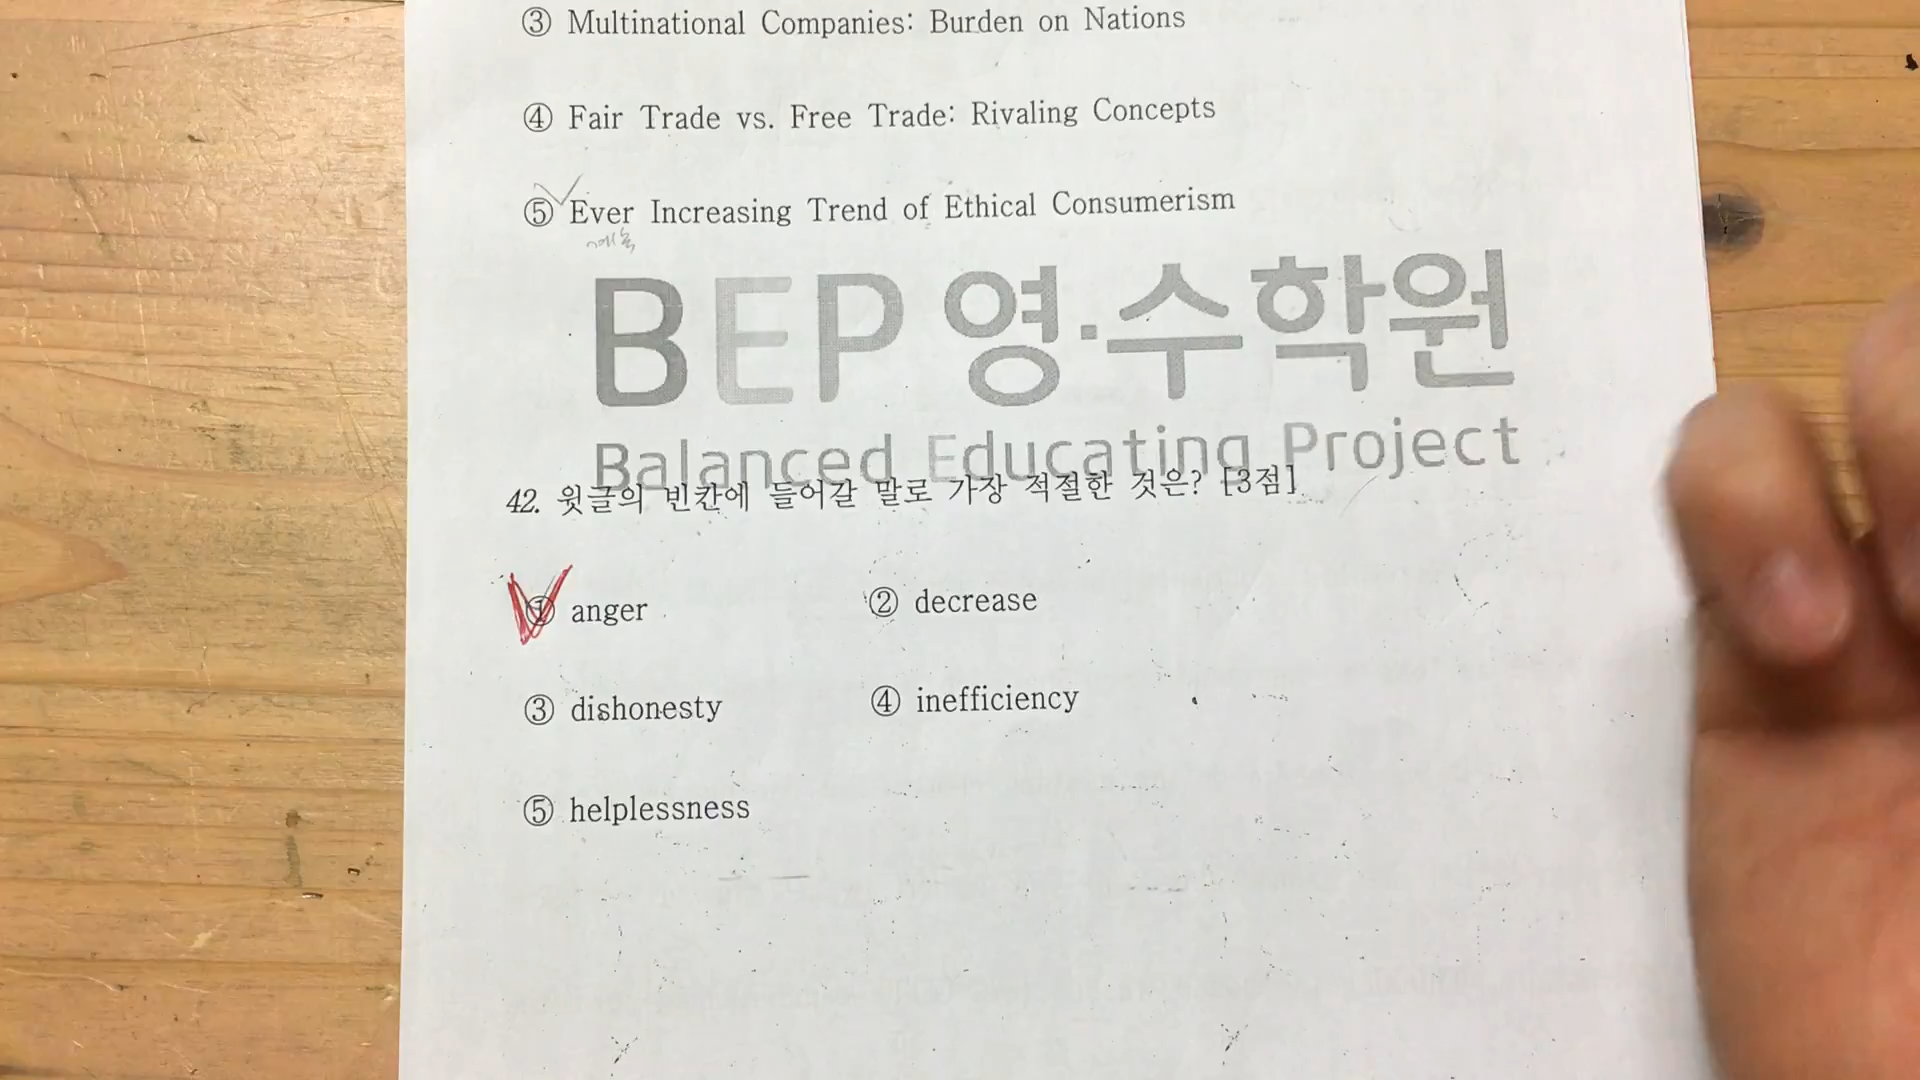 ③ Multinational Companies: Burden on Nations
④ Fair Trade vs. Free Trade: Rivaling Concepts
⑤ Ever Increasing Trend of Ethical Consumerism
BEP 영·수학원
Balanced Educating Project
42. 윗글의 빈칸에 들어갈 말로 가장 적절한 것은? [3점]
① anger ② decrease
③ dishonesty ④ inefficiency
⑤ helplessness